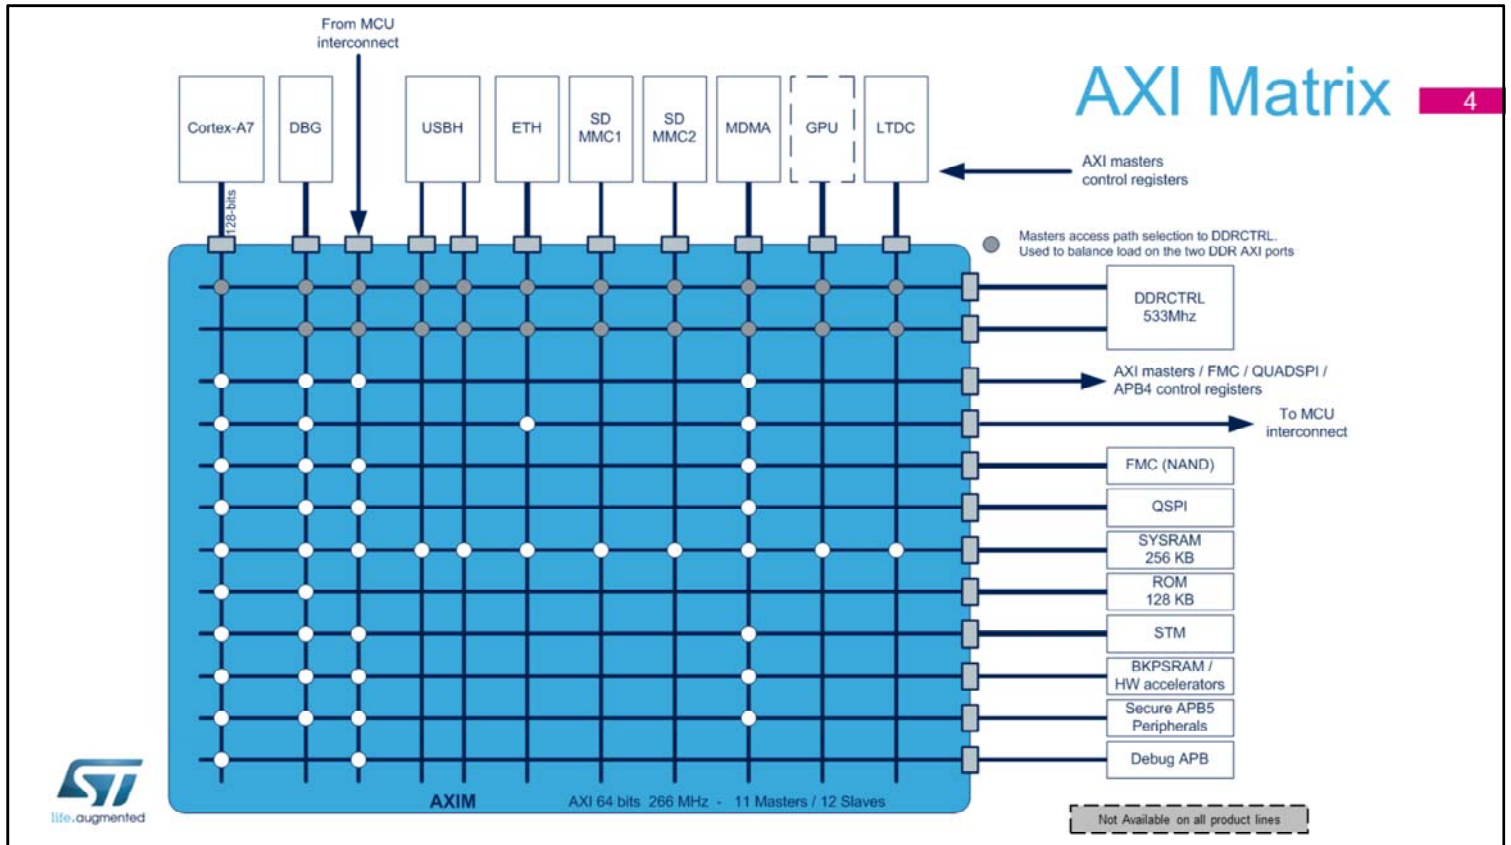 From MCU
interconnect
AXI Matrix
4
Cortex-A7
DBG
USBH
ETH
SD
MMC1
SD
MMC2
MDMA
GPU
LTDC
AXI masters
control registers
128-bits
Masters access path selection to DDRCTRL.
Used to balance load on the two DDR AXI ports
DDRCTRL
533Mhz
AXI masters / FMC / QUADSPI /
APB4 control registers
To MCU
interconnect
FMC (NAND)
QSPI
SYSRAM
256 KB
ROM
128 KB
STM
BKPSRAM /
HW accelerators
Secure APB5
Peripherals
Debug APB
AXIM
AXI 64 bits 266 MHz - 11 Masters / 12 Slaves
ST
life.augmented
Not Available on all product lines